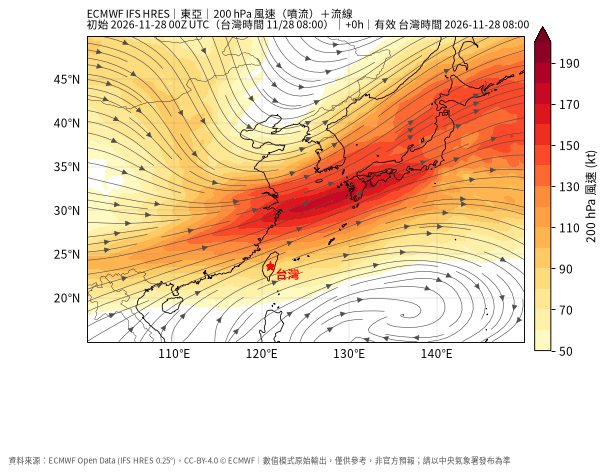 ECMWF IFS HRES｜東亞｜200 hPa 風速（噴流）＋流線
初始 2026-11-28 00Z UTC（台灣時間 11/28 08:00）｜+0h｜有效 台灣時間 2026-11-28 08:00
45°N
40°N
35°N
30°N
25°N
20°N
110°E
120°E
130°E
140°E
台灣
190
170
150
130
110
90
70
50
200 hPa 風速 (kt)
資料來源：ECMWF Open Data (IFS HRES 0.25°)，CC-BY-4.0 © ECMWF｜數值模式原始輸出，僅供參考，非官方預報；請以中央氣象署發布為準